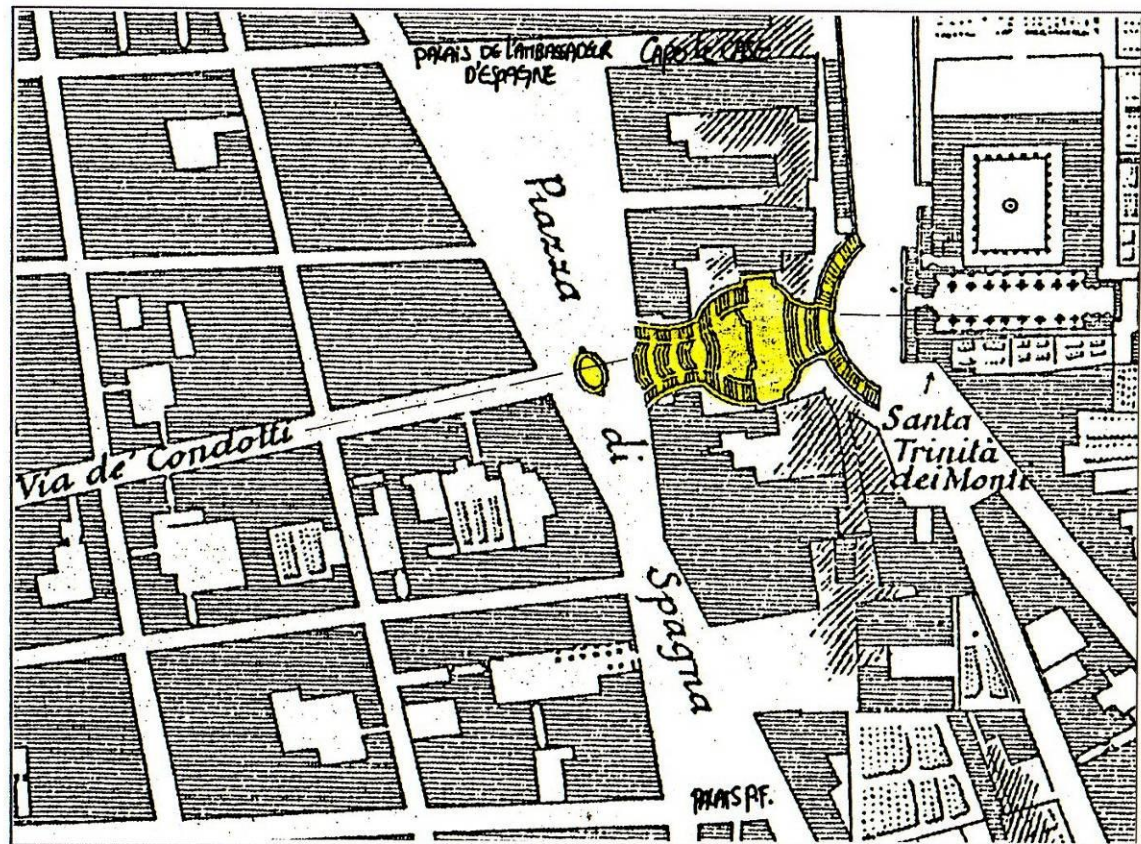 PALAIS DE L'AMBASSADEUR
D'ESPAGNE
CAPO LE CASE
Piazza
di
Spagna
Via de' Condotti
Santa
Trinità
dei Monti
PALAIS P.F.